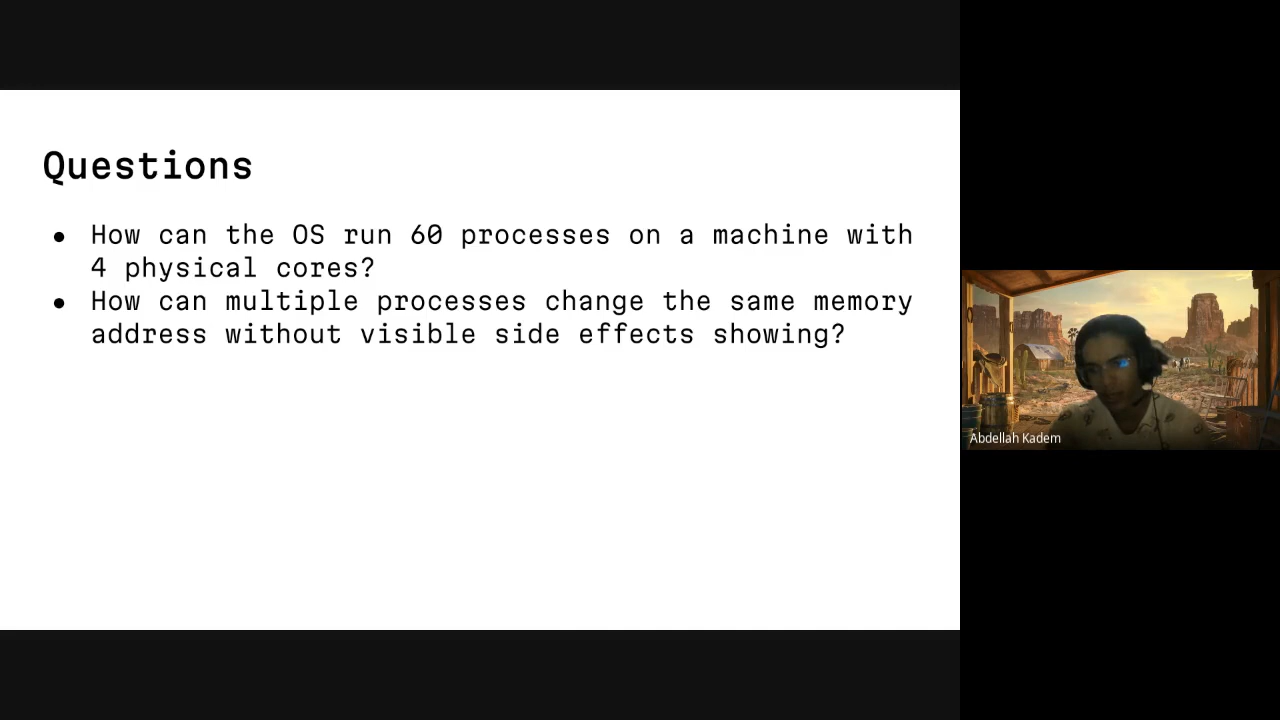 Questions
● How can the OS run 60 processes on a machine with
4 physical cores?
● How can multiple processes change the same memory
address without visible side effects showing?
Abdellah Kadem